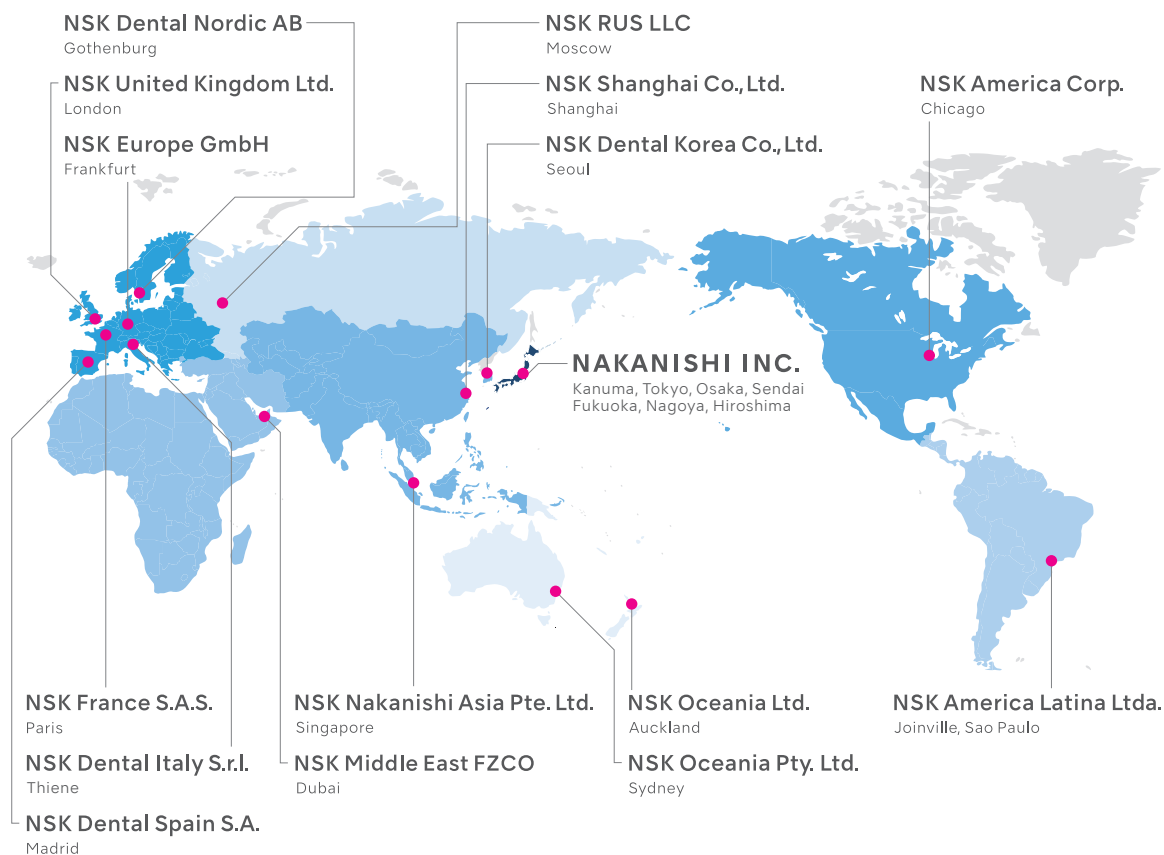 NSK Dental Nordic AB
Gothenburg
NSK United Kingdom Ltd.
London
NSK Europe GmbH
Frankfurt
NSK RUS LLC
Moscow
NSK Shanghai Co.,Ltd.
Shanghai
NSK Dental Korea Co.,Ltd.
Seoul
NSK America Corp.
Chicago
NAKANISHI INC.
Kanuma, Tokyo, Osaka, Sendai
Fukuoka, Nagoya, Hiroshima
NSK France S.A.S.
Paris
NSK Dental Italy S.r.l.
Thiene
NSK Dental Spain S.A.
Madrid
NSK Nakanishi Asia Pte. Ltd.
Singapore
NSK Middle East FZCO
Dubai
NSK Oceania Ltd.
Auckland
NSK Oceania Pty. Ltd.
Sydney
NSK America Latina Ltda.
Joinville, Sao Paulo